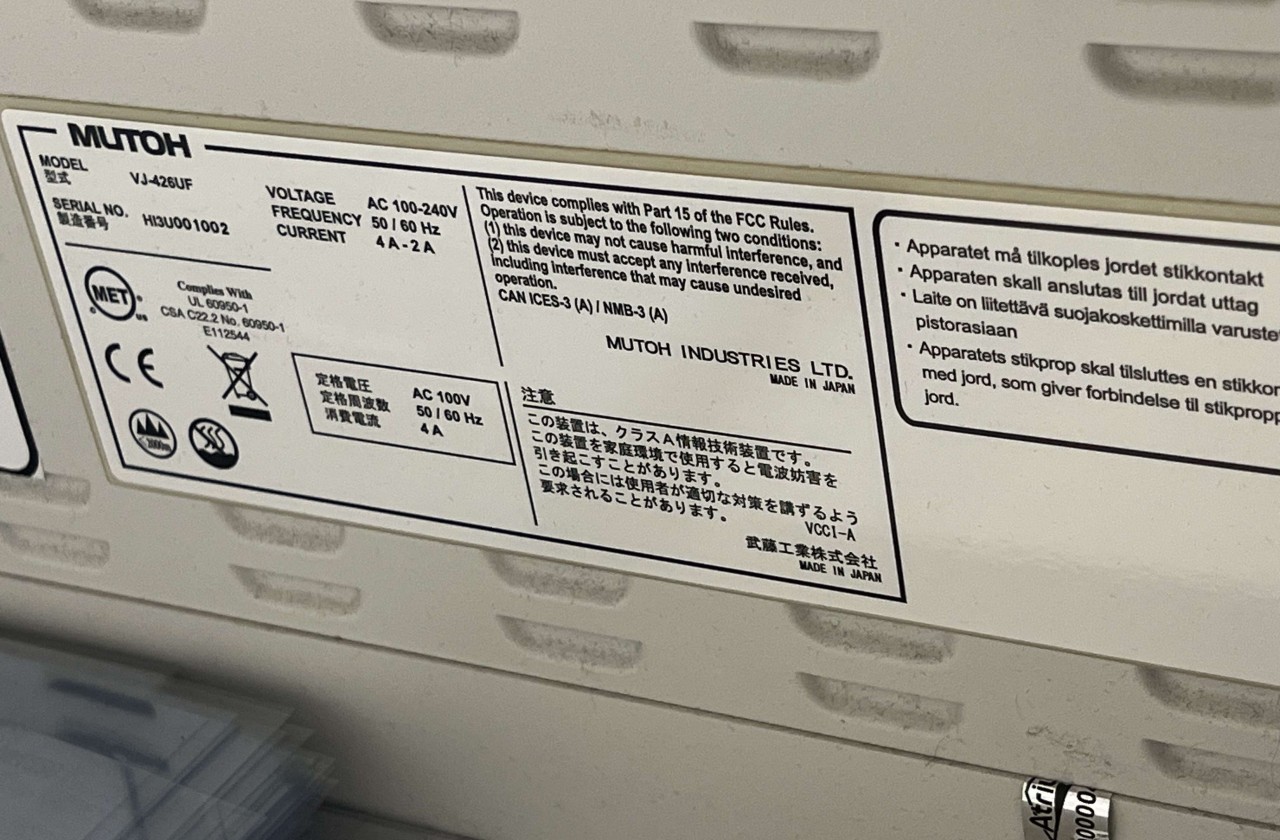 MUTOH
MODEL
型式
VJ-426UF
SERIAL NO.
製造番号
HI3U001002
VOLTAGE AC 100-240V
FREQUENCY 50 / 60 Hz
CURRENT 4 A - 2 A
MET
c us
Complies With
UL 60950-1
CSA C22.2 No. 60950-1
E112544
CE
≤2000m
定格電圧 AC 100V
定格周波数 50 / 60 Hz
消費電流 4 A
This device complies with Part 15 of the FCC Rules.
Operation is subject to the following two conditions:
(1) this device may not cause harmful interference, and
(2) this device must accept any interference received,
including interference that may cause undesired
operation.
CAN ICES-3 (A) / NMB-3 (A)
MUTOH INDUSTRIES LTD.
MADE IN JAPAN
注意
この装置は、クラスA情報技術装置です。
この装置を家庭環境で使用すると電波妨害を
引き起こすことがあります。
この場合には使用者が適切な対策を講ずるよう
要求されることがあります。
VCCI-A
武藤工業株式会社
MADE IN JAPAN
・Apparatet må tilkoples jordet stikkontakt
・Apparaten skall anslutas till jordat uttag
・Laite on liitettävä suojakoskettimilla varuste
pistorasiaan
・Apparatets stikprop skal tilsluttes en stikkon
med jord, som giver forbindelse til stikpropp
jord.
Atri
0000